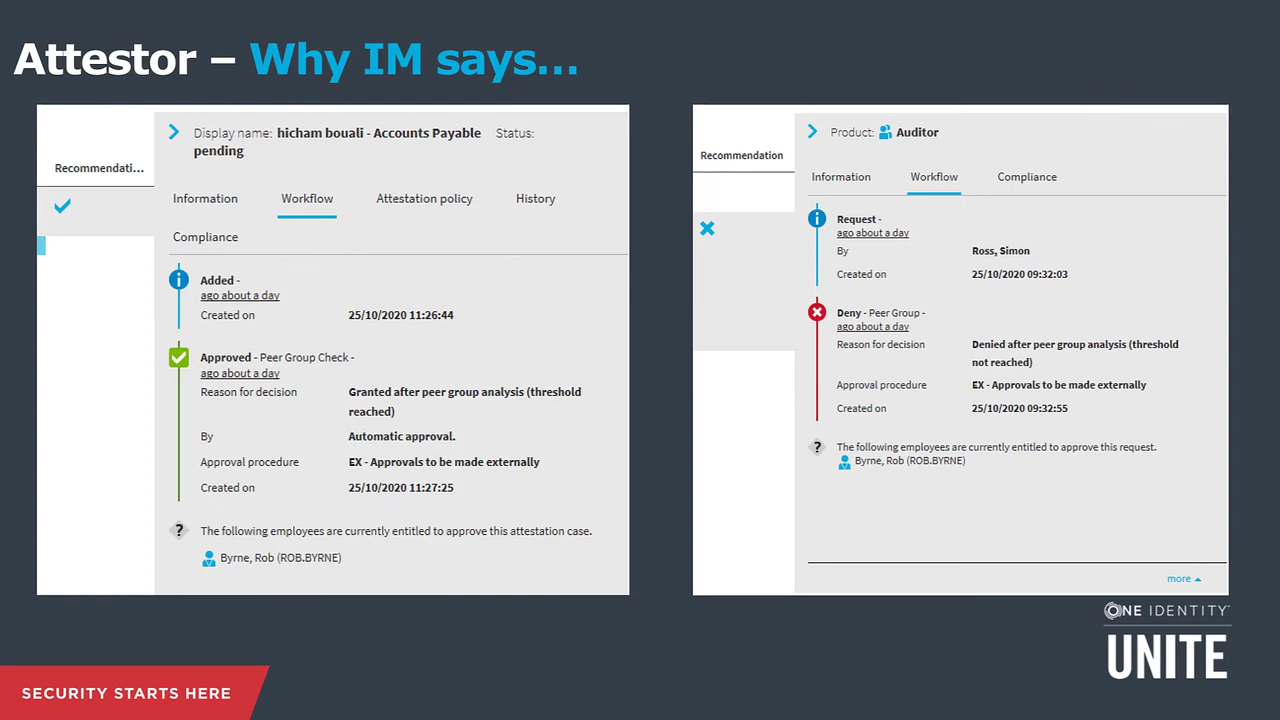 Attestor – Why IM says...
Recommendati...
Display name: hicham bouali - Accounts Payable Status:
pending
Information Workflow Attestation policy History
Compliance
Added -
ago about a day
Created on 25/10/2020 11:26:44
Approved - Peer Group Check -
ago about a day
Reason for decision Granted after peer group analysis (threshold
reached)
By Automatic approval.
Approval procedure EX - Approvals to be made externally
Created on 25/10/2020 11:27:25
The following employees are currently entitled to approve this attestation case.
Byrne, Rob (ROB.BYRNE)
Recommendation
Product: Auditor
Information Workflow Compliance
Request -
ago about a day
By Ross, Simon
Created on 25/10/2020 09:32:03
Deny - Peer Group -
ago about a day
Reason for decision Denied after peer group analysis (threshold
not reached)
Approval procedure EX - Approvals to be made externally
Created on 25/10/2020 09:32:55
The following employees are currently entitled to approve this request.
Byrne, Rob (ROB.BYRNE)
more
ONE IDENTITY
UNITE
SECURITY STARTS HERE